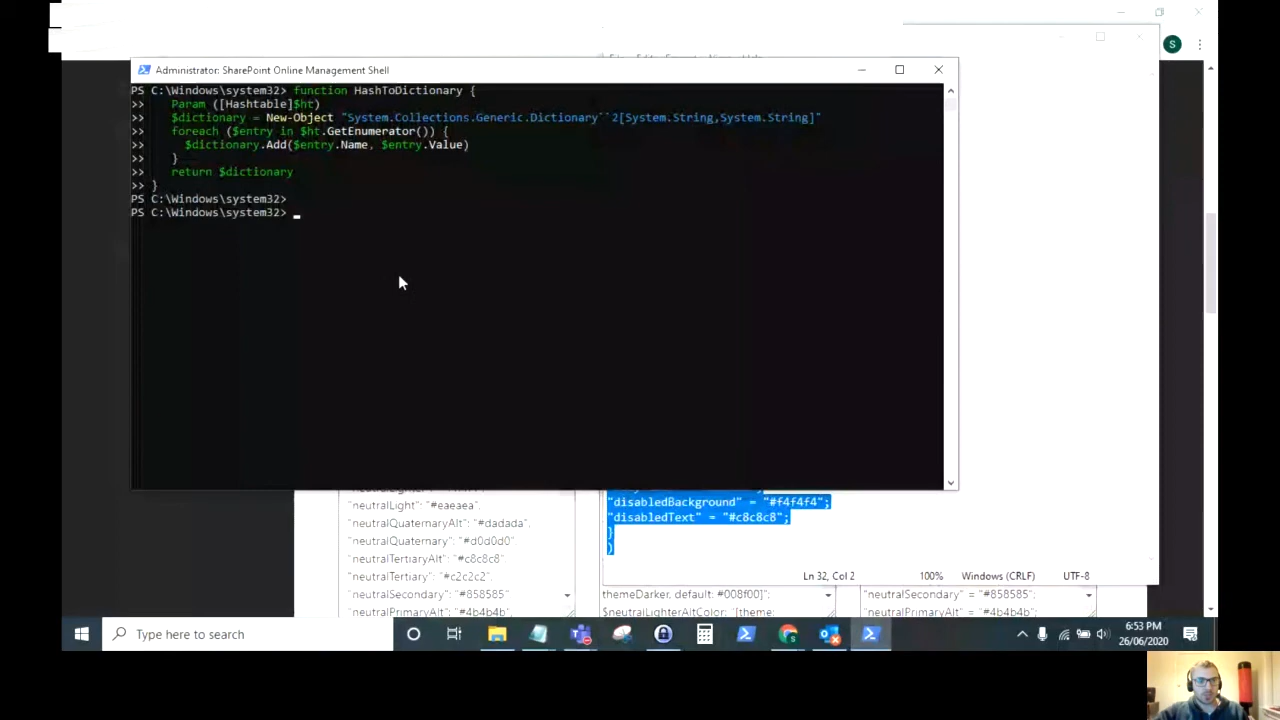 S
Administrator: SharePoint Online Management Shell
PS C:\Windows\system32> function HashToDictionary {
>> Param ([Hashtable]$ht)
>> $dictionary = New-Object "System.Collections.Generic.Dictionary``2[System.String,System.String]"
>> foreach ($entry in $ht.GetEnumerator()) {
>> $dictionary.Add($entry.Name, $entry.Value)
>> }
>> return $dictionary
>> }
PS C:\Windows\system32>
PS C:\Windows\system32>
"neutralLight": "#eaeaea",
"neutralQuaternaryAlt": "#dadada",
"neutralQuaternary": "#d0d0d0"
"neutralTertiaryAlt": "#c8c8c8"
"neutralTertiary": "#c2c2c2",
"neutralSecondary": "#858585",
"neutralPrimaryAlt": "#4b4b4b",
"disabledBackground" = "#f4f4f4";
"disabledText" = "#c8c8c8";
}
)
Ln 32, Col 2
100%
Windows (CRLF)
UTF-8
themeDarker, default: #008f00]";
$neutralLighterAltColor: "[theme:
"neutralSecondary" = "#858585";
"neutralPrimaryAlt" = "#4b4b4b";
Type here to search
6:53 PM
26/06/2020